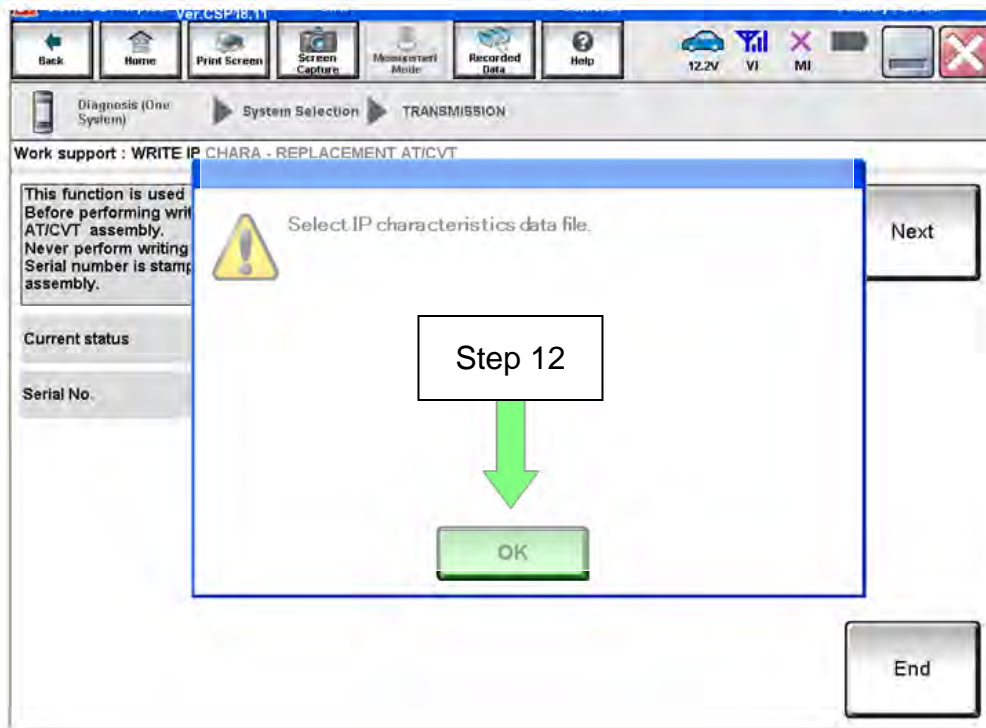 Ver.CSP18.11
Back
Home
Print Screen
Screen
Capture
Measurement
Mode
Recorded
Data
Help
12.2V
VI
MI
Diagnosis (One
System)
System Selection
TRANSMISSION
Work support : WRITE IP CHARA - REPLACEMENT AT/CVT
This function is used
Before performing writ
AT/CVT assembly.
Never perform writing
Serial number is stamp
assembly.
Select IP characteristics data file.
Next
Current status
Step 12
Serial No.
OK
End